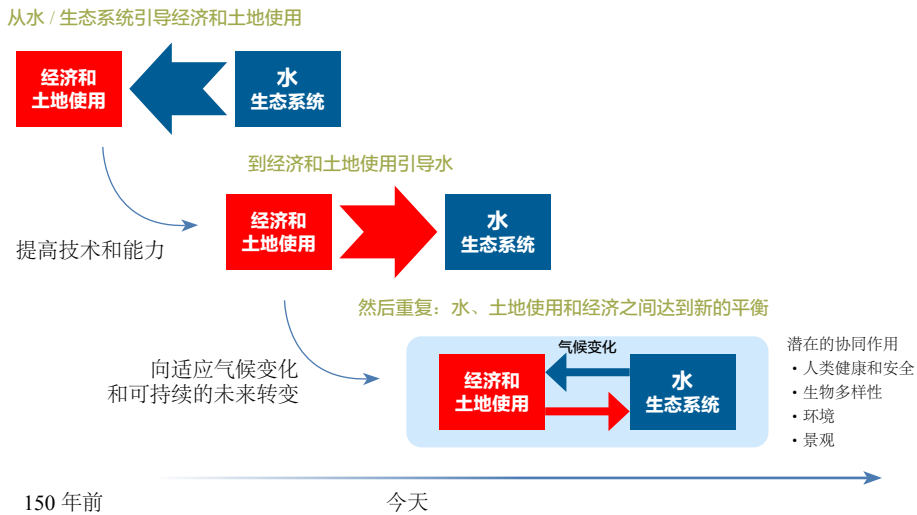 从水 / 生态系统引导经济和土地使用
经济和
土地使用
水
生态系统
到经济和土地使用引导水
经济和
土地使用
水
生态系统
提高技术和能力
然后重复：水、土地使用和经济之间达到新的平衡
向适应气候变化
和可持续的未来转变
气候变化
经济和
土地使用
水
生态系统
潜在的协同作用
・人类健康和安全
・生物多样性
・环境
・景观
150 年前
今天